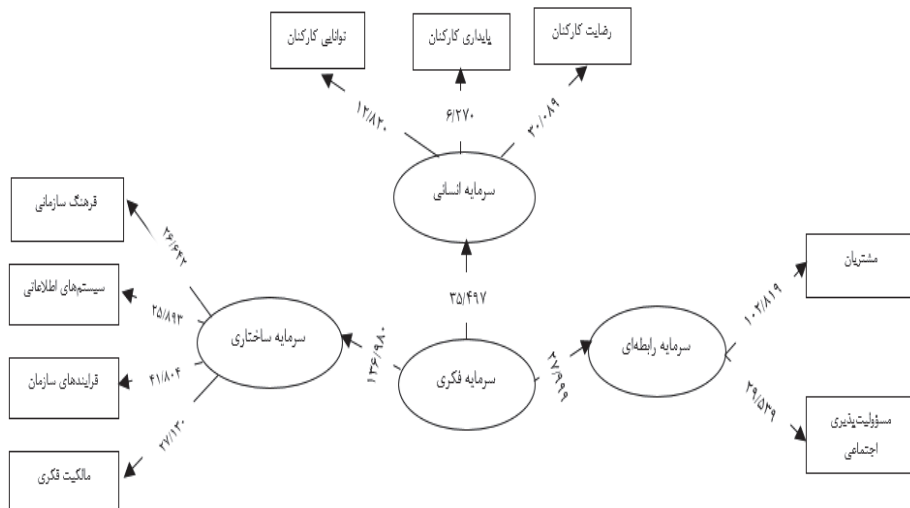 رضایت کارکنان
پایداری کارکنان
توانایی کارکنان
۳۰/۰۸۹
۶/۲۷۰
۱۲/۸۲۰
سرمایه انسانی
۳۵/۴۹۷
مشتریان
۱۰۲/۸۱۹
سرمایه رابطه‌ای
۲۷/۹۹۹
۲۹/۵۳۹
مسؤولیت‌پذیری
اجتماعی
سرمایه فکری
۱۳۶/۹۸۰
سرمایه ساختاری
فرهنگ سازمانی
۲۶/۶۴۲
سیستم‌های اطلاعاتی
۲۵/۸۹۳
فرایندهای سازمان
۴۱/۸۰۴
مالکیت فکری
۲۷/۱۲۰